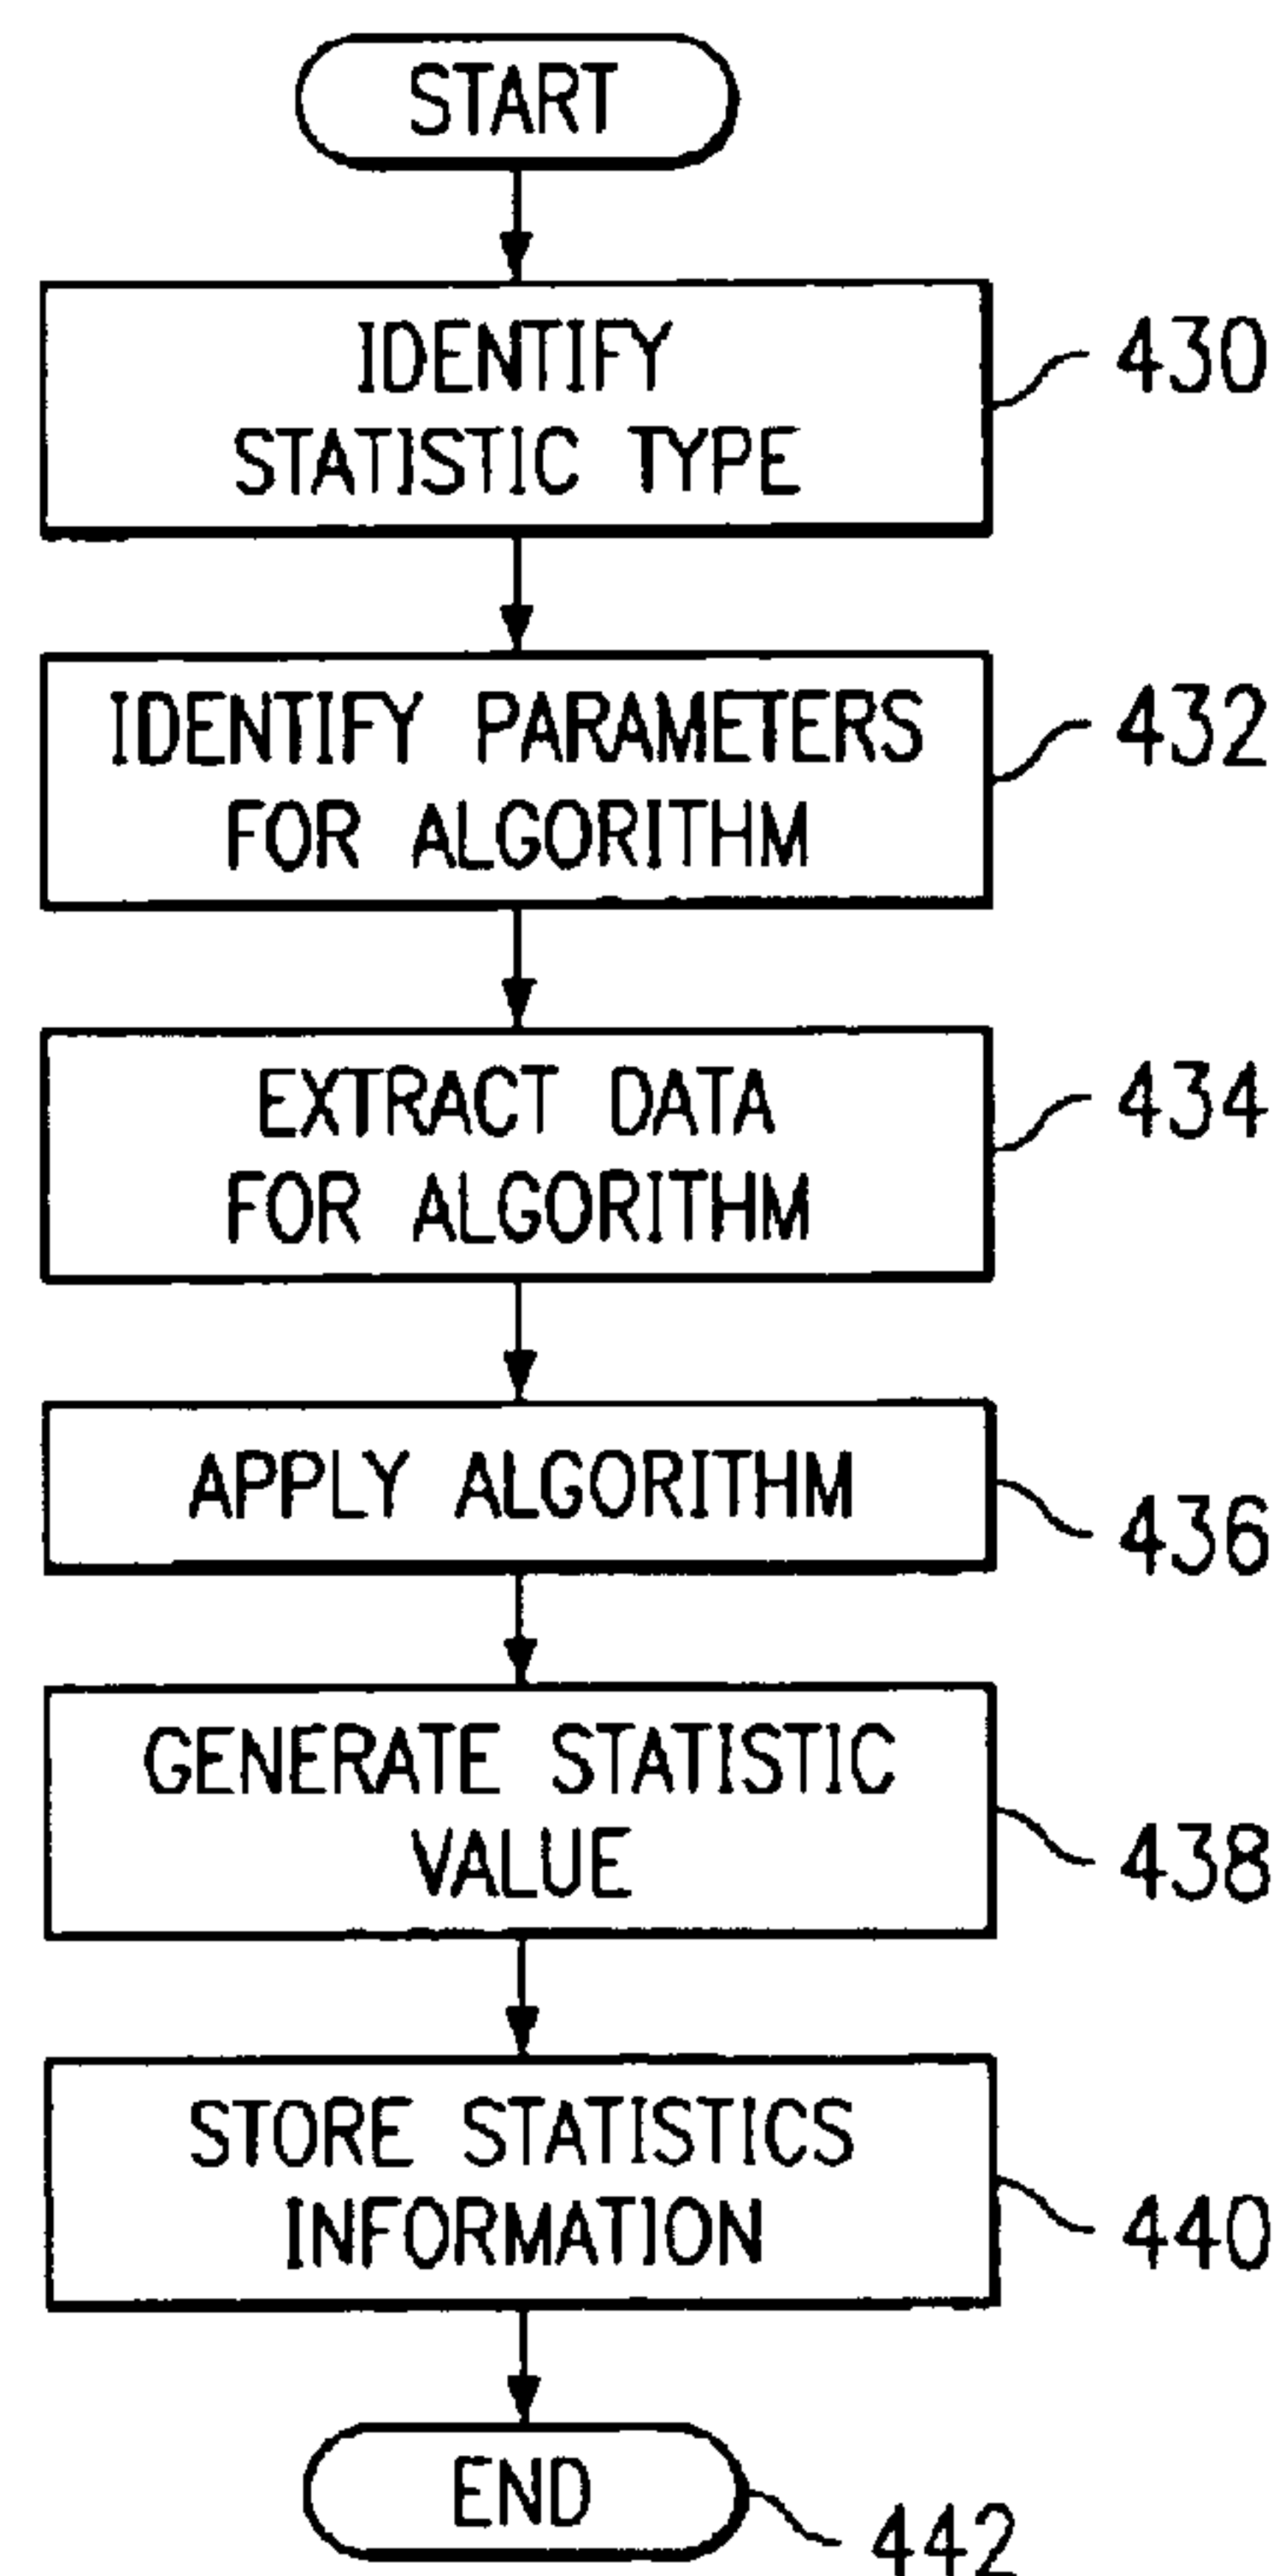 START
IDENTIFY
STATISTIC TYPE
430
IDENTIFY PARAMETERS
FOR ALGORITHM
432
EXTRACT DATA
FOR ALGORITHM
434
APPLY ALGORITHM
436
GENERATE STATISTIC
VALUE
438
STORE STATISTICS
INFORMATION
440
END
442